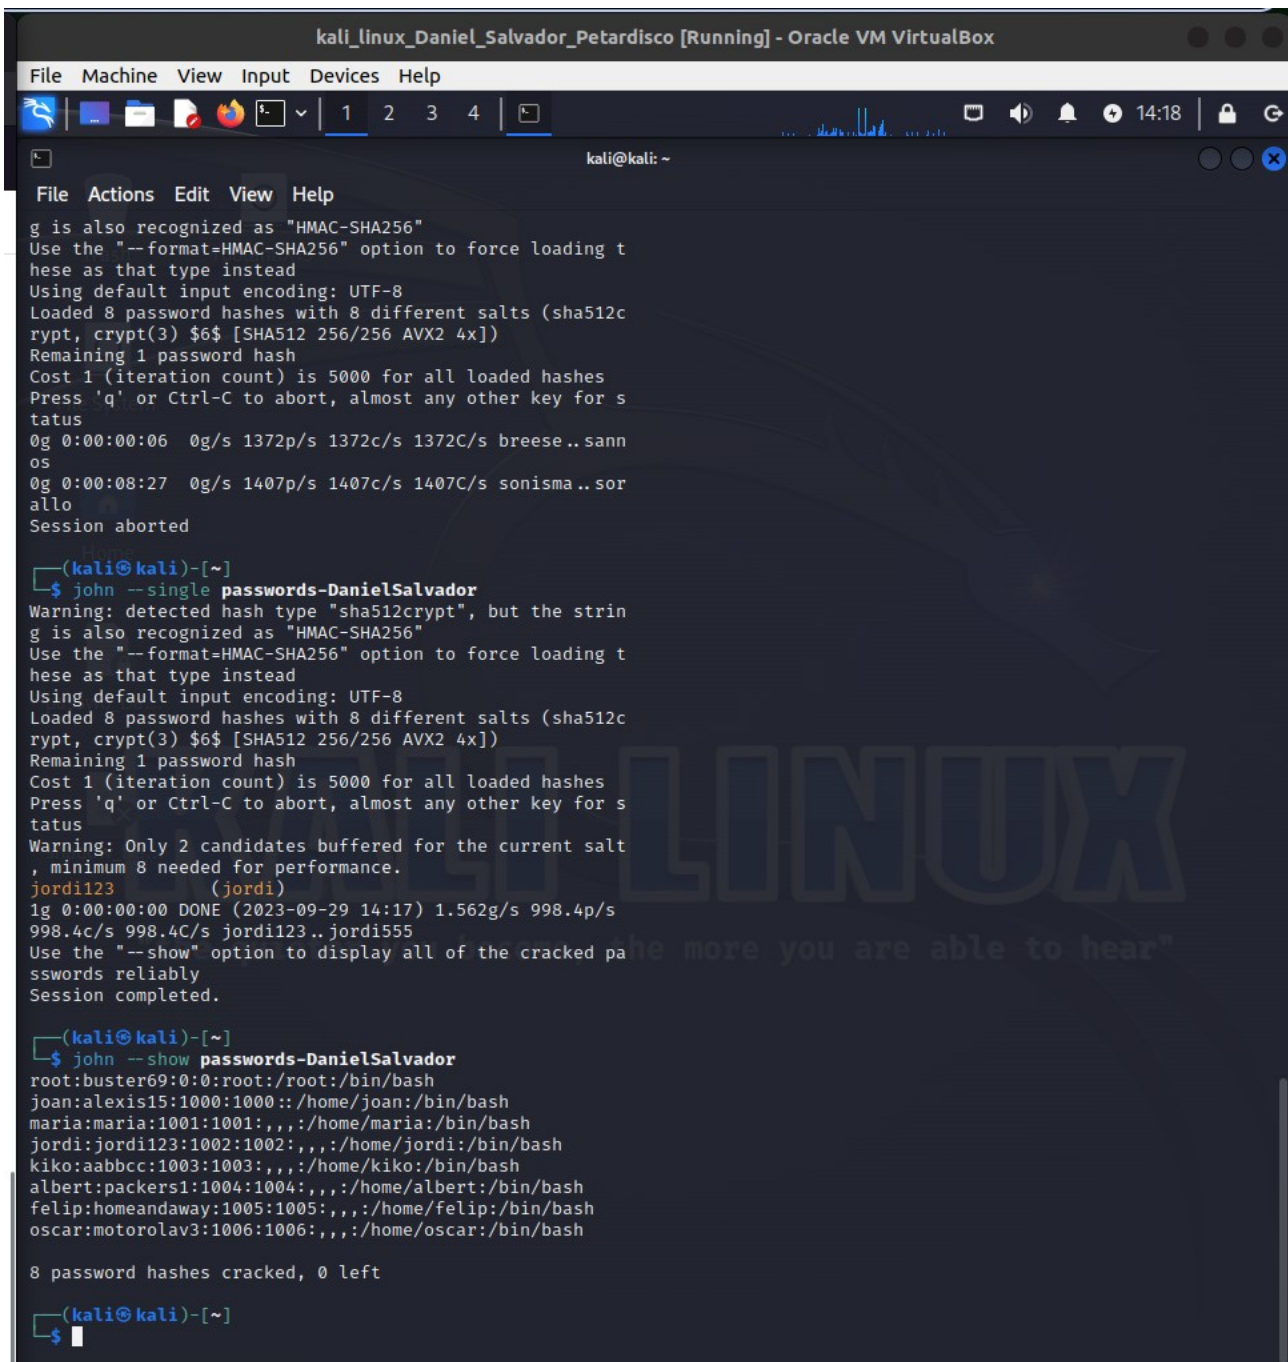 kali_linux_Daniel_Salvador_Petardisco [Running] - Oracle VM VirtualBox
File Machine View Input Devices Help
1 2 3 4 14:18
kali@kali: ~
File Actions Edit View Help
g is also recognized as "HMAC-SHA256"
Use the "--format=HMAC-SHA256" option to force loading t
hese as that type instead
Using default input encoding: UTF-8
Loaded 8 password hashes with 8 different salts (sha512c
rypt, crypt(3) $6$ [SHA512 256/256 AVX2 4x])
Remaining 1 password hash
Cost 1 (iteration count) is 5000 for all loaded hashes
Press 'q' or Ctrl-C to abort, almost any other key for s
tatus
0g 0:00:00:06  0g/s 1372p/s 1372c/s 1372C/s breese..sann
os
0g 0:00:08:27  0g/s 1407p/s 1407c/s 1407C/s sonisma..sor
allo
Session aborted
Home
(kali㉿kali)-[~]
$ john --single passwords-DanielSalvador
Warning: detected hash type "sha512crypt", but the strin
g is also recognized as "HMAC-SHA256"
Use the "--format=HMAC-SHA256" option to force loading t
hese as that type instead
Using default input encoding: UTF-8
Loaded 8 password hashes with 8 different salts (sha512c
rypt, crypt(3) $6$ [SHA512 256/256 AVX2 4x])
Remaining 1 password hash
Cost 1 (iteration count) is 5000 for all loaded hashes
Press 'q' or Ctrl-C to abort, almost any other key for s
tatus
Warning: Only 2 candidates buffered for the current salt
, minimum 8 needed for performance.
jordi123         (jordi)
1g 0:00:00:00 DONE (2023-09-29 14:17) 1.562g/s 998.4p/s
998.4c/s 998.4C/s jordi123..jordi555
Use the "--show" option to display all of the cracked pa
sswords reliably
Session completed.
KALI LINUX
the more you are able to hear"
(kali㉿kali)-[~]
$ john --show passwords-DanielSalvador
root:buster69:0:0:root:/root:/bin/bash
joan:alexis15:1000:1000::/home/joan:/bin/bash
maria:maria:1001:1001:,,,:/home/maria:/bin/bash
jordi:jordi123:1002:1002:,,,:/home/jordi:/bin/bash
kiko:aabbcc:1003:1003:,,,:/home/kiko:/bin/bash
albert:packers1:1004:1004:,,,:/home/albert:/bin/bash
felip:homeandaway:1005:1005:,,,:/home/felip:/bin/bash
oscar:motorolav3:1006:1006:,,,:/home/oscar:/bin/bash
8 password hashes cracked, 0 left
(kali㉿kali)-[~]
$